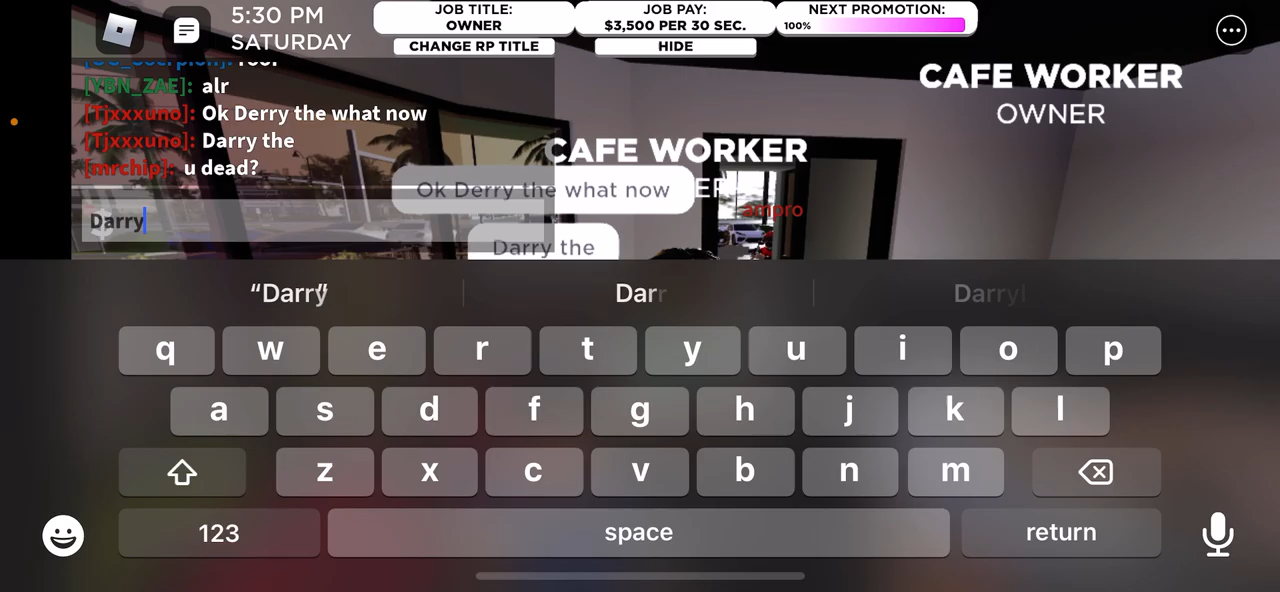 5:30 PM
SATURDAY
JOB TITLE:
OWNER
CHANGE RP TITLE
JOB PAY:
$3,500 PER 30 SEC.
HIDE
NEXT PROMOTION:
100%
CAFE WORKER
OWNER
[YBN_ZAE]: alr
[Tjxxxuno]: Ok Derry the what now
[Tjxxxuno]: Darry the
[mrchip]: u dead?
Darry
CAFE WORKER
Ok Derry the what now
ampro
Darry the
“Darry” Darr Darryl
q w e r t y u i o p
a s d f g h j k l
z x c v b n m
123 space return